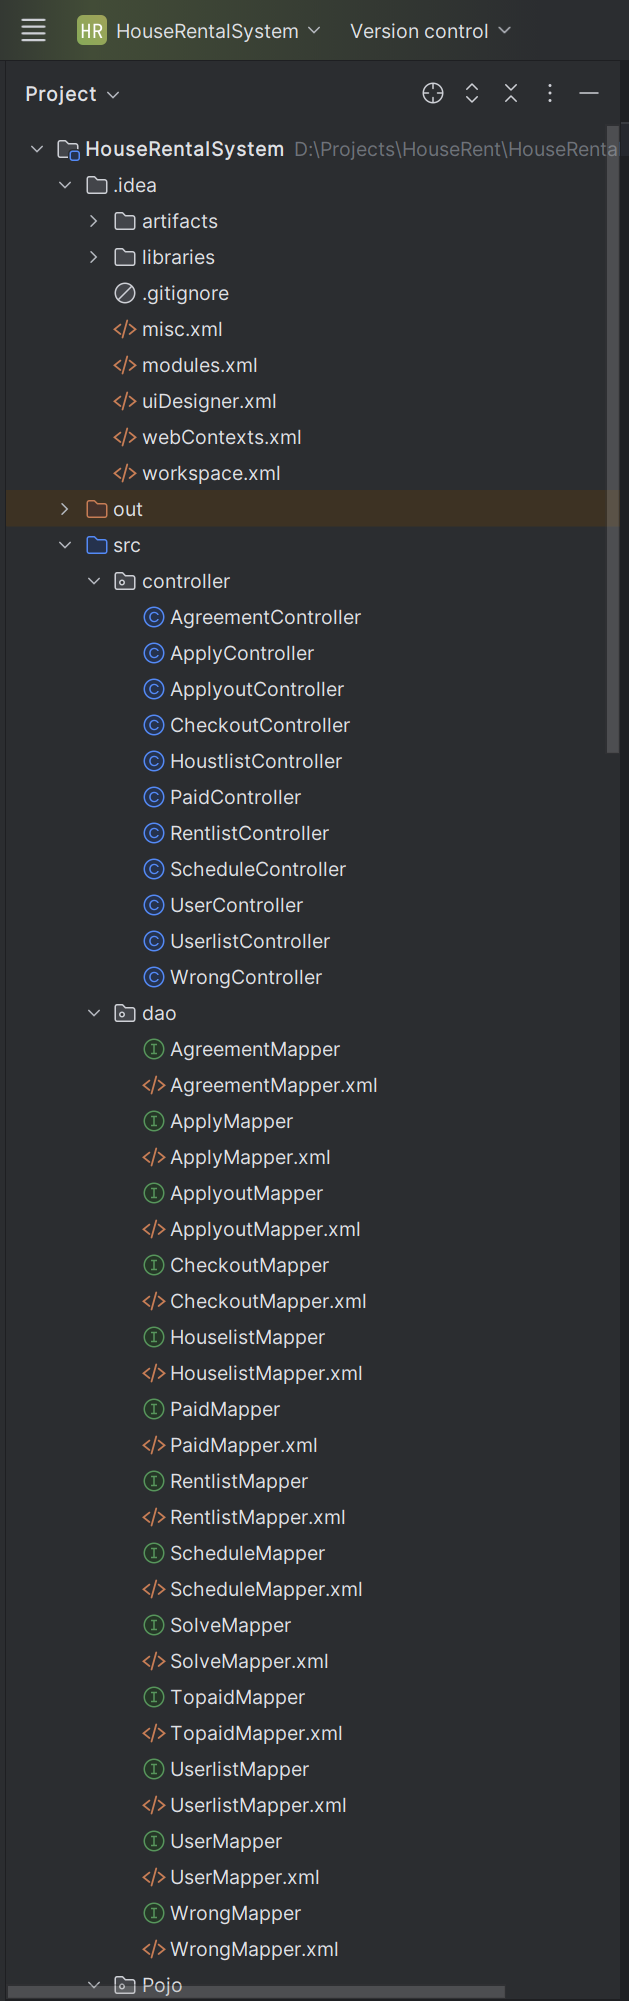 HR HouseRentalSystem Version control
Project
HouseRentalSystem D:\Projects\HouseRent\HouseRenta
.idea
artifacts
libraries
.gitignore
misc.xml
modules.xml
uiDesigner.xml
webContexts.xml
workspace.xml
out
src
controller
AgreementController
ApplyController
ApplyoutController
CheckoutController
HoustlistController
PaidController
RentlistController
ScheduleController
UserController
UserlistController
WrongController
dao
AgreementMapper
AgreementMapper.xml
ApplyMapper
ApplyMapper.xml
ApplyoutMapper
ApplyoutMapper.xml
CheckoutMapper
CheckoutMapper.xml
HouselistMapper
HouselistMapper.xml
PaidMapper
PaidMapper.xml
RentlistMapper
RentlistMapper.xml
ScheduleMapper
ScheduleMapper.xml
SolveMapper
SolveMapper.xml
TopaidMapper
TopaidMapper.xml
UserlistMapper
UserlistMapper.xml
UserMapper
UserMapper.xml
WrongMapper
WrongMapper.xml
Pojo